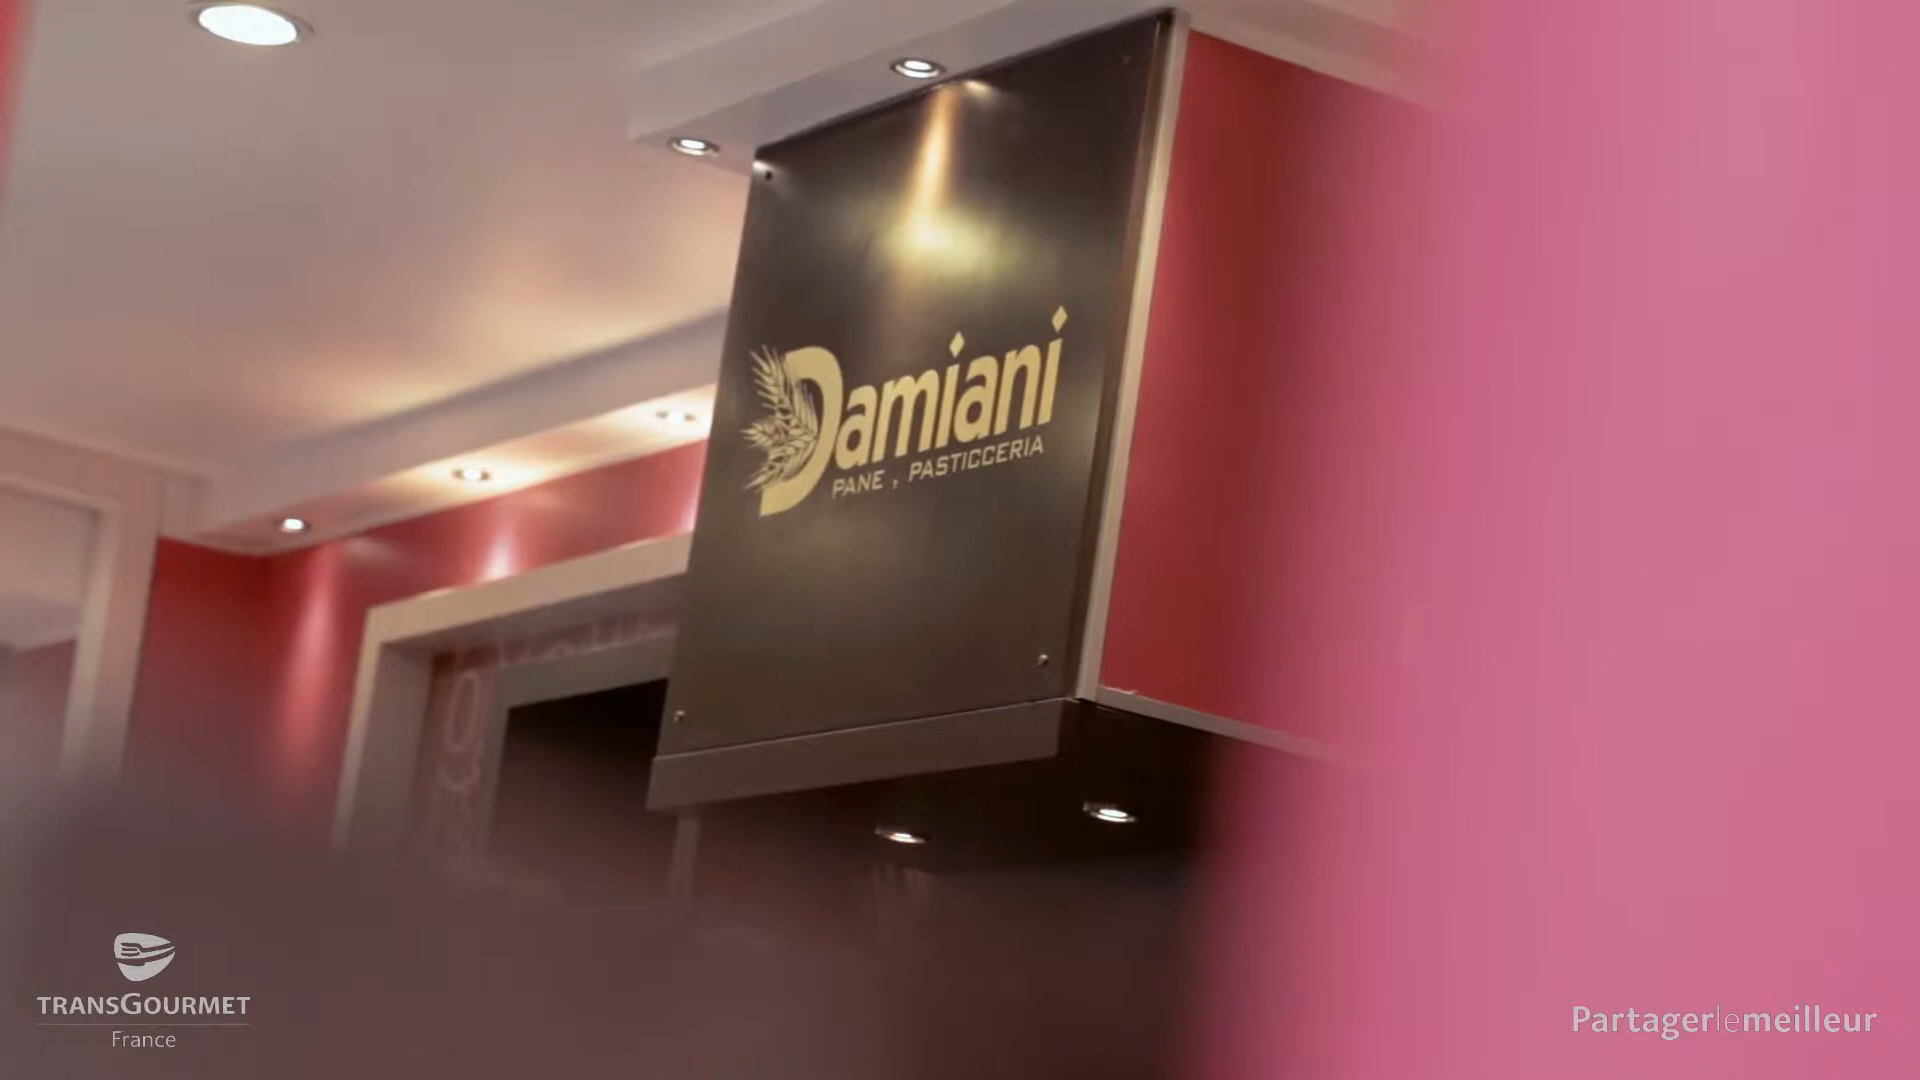 Damiani
PANE , PASTICCERIA
TRANSGOURMET
France
Partagerlemeilleur